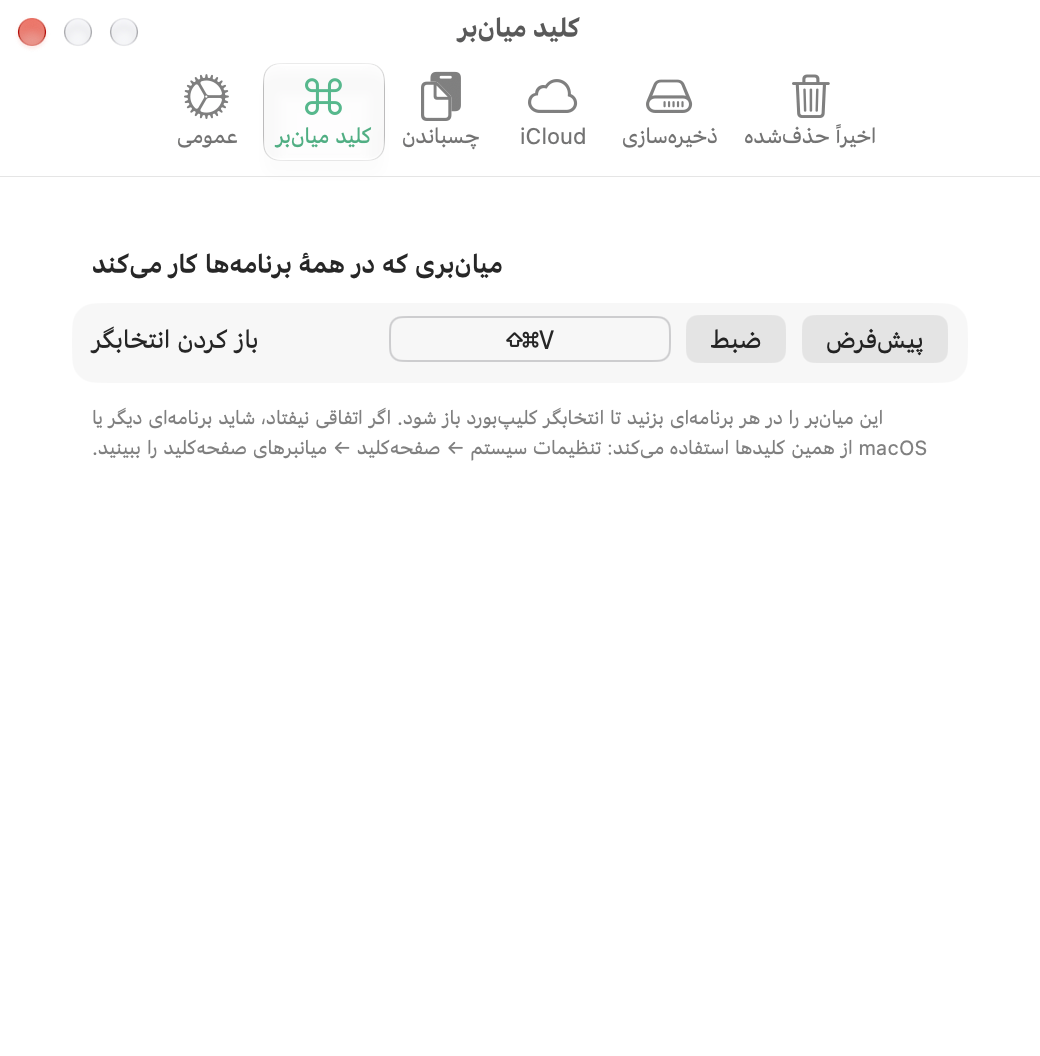 کلید میان‌بر
عمومی
کلید میان‌بر
چسباندن
iCloud
ذخیره‌سازی
اخیراً حذف‌شده
میان‌بری که در همهٔ برنامه‌ها کار می‌کند
باز کردن انتخابگر
⇧⌘V
ضبط
پیش‌فرض
این میان‌بر را در هر برنامه‌ای بزنید تا انتخابگر کلیپ‌بورد باز شود. اگر اتفاقی نیفتاد، شاید برنامه‌ای دیگر یا
macOS از همین کلیدها استفاده می‌کند: تنظیمات سیستم ← صفحه‌کلید ← میانبرهای صفحه‌کلید را ببینید.